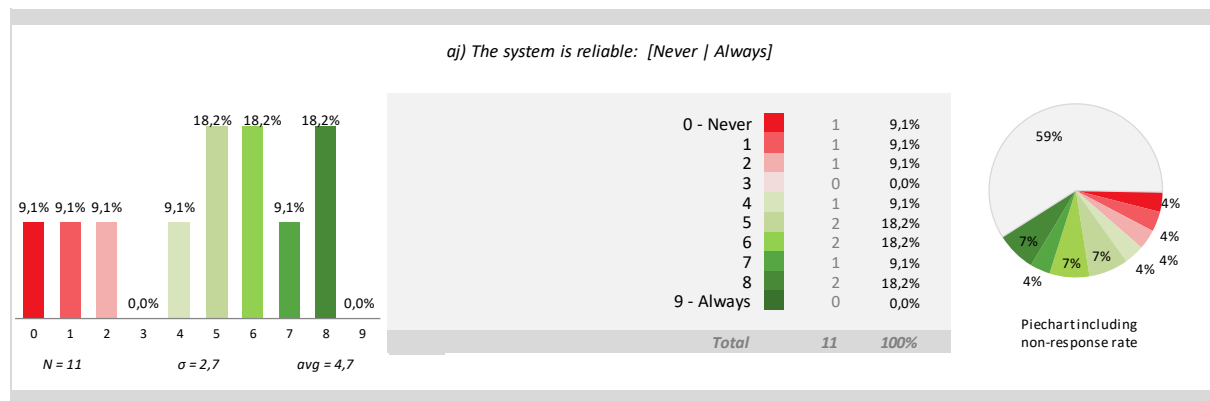 aj) The system is reliable: [Never | Always]
9,1% 9,1% 9,1% 0,0% 9,1% 18,2% 18,2% 9,1% 18,2% 0,0%
0 1 2 3 4 5 6 7 8 9
N = 11 σ = 2,7 avg = 4,7
0 - Never 1 9,1%
1 1 9,1%
2 1 9,1%
3 0 0,0%
4 1 9,1%
5 2 18,2%
6 2 18,2%
7 1 9,1%
8 2 18,2%
9 - Always 0 0,0%
Total 11 100%
59%
4%
4%
4%
4%
7%
7%
4%
7%
Piechart including
non-response rate